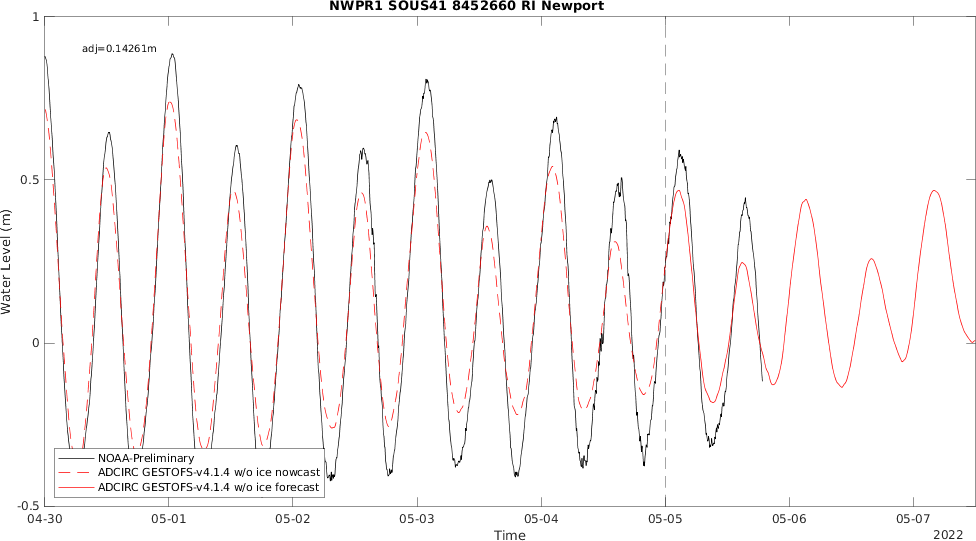 NWPR1 SOUS41 8452660 RI Newport
adj=0.14261m
1
0.5
0
-0.5
Water Level (m)
NOAA-Preliminary
ADCIRC GESTOFS-v4.1.4 w/o ice nowcast
ADCIRC GESTOFS-v4.1.4 w/o ice forecast
04-30 05-01 05-02 05-03 05-04 05-05 05-06 05-07
Time
2022